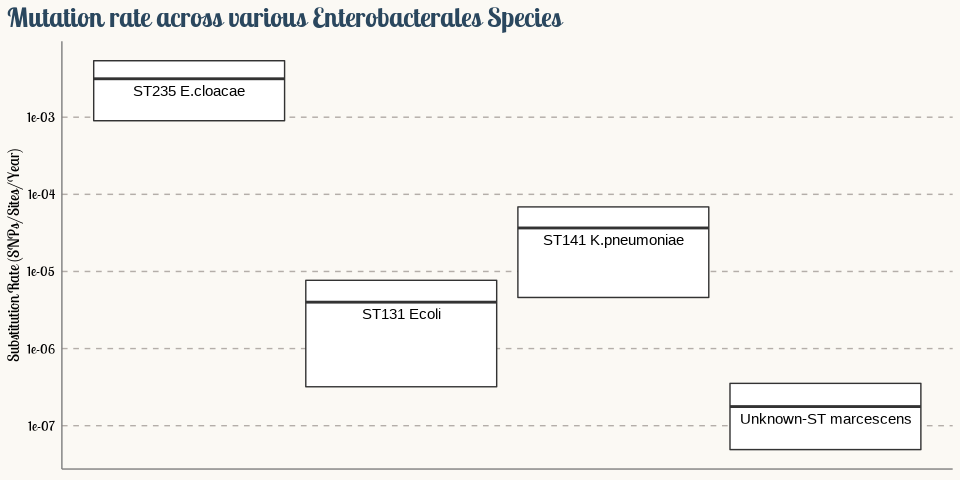 Mutation rate across various Enterobacterales Species
Substitution Rate (SNPs/Sites/Year)
1e-03
1e-04
1e-05
1e-06
1e-07
ST235 E.cloacae
ST131 Ecoli
ST141 K.pneumoniae
Unknown-ST marcescens